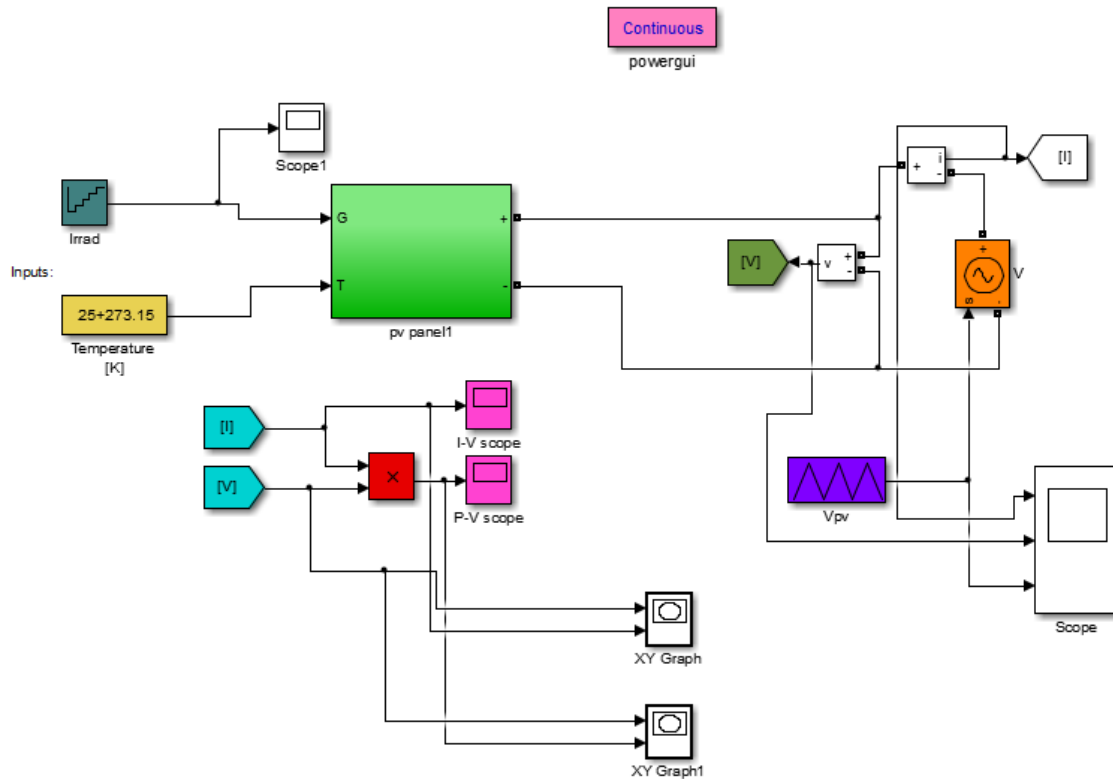 Continuous
powergui
Scope1
Irrad
G
+
T
-
pv panel1
Inputs:
25+273.15
Temperature
[K]
+
i
-
[I]
[V]
v
+
-
+
V
s
-
[I]
I-V scope
[V]
×
P-V scope
Vpv
Scope
XY Graph
XY Graph1